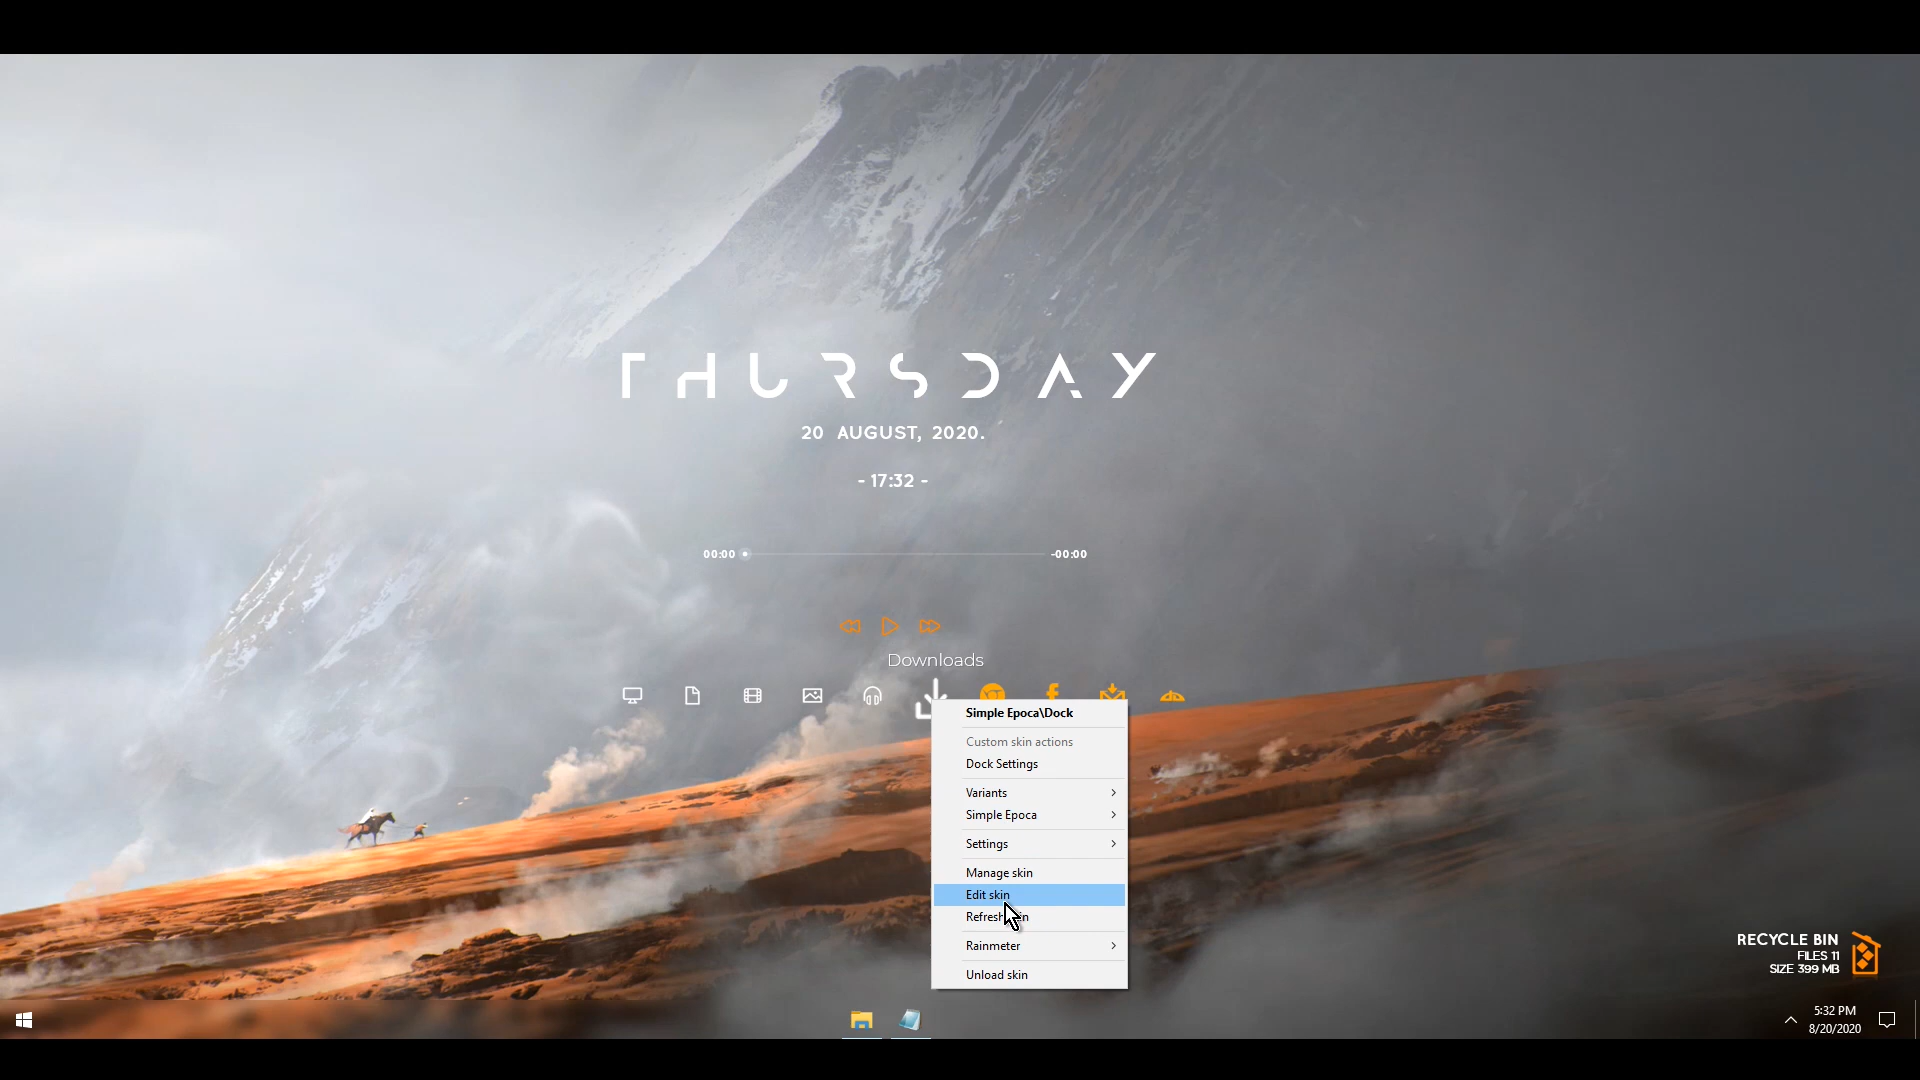 THURSDAY
20 AUGUST, 2020.
- 17:32 -
00:00 -00:00
Downloads
Simple Epoca\Dock
Custom skin actions
Dock Settings
Variants
Simple Epoca
Settings
Manage skin
Edit skin
Refresh
Rainmeter
Unload skin
RECYCLE BIN
FILES 11
SIZE 399 MB
5:32 PM
8/20/2020